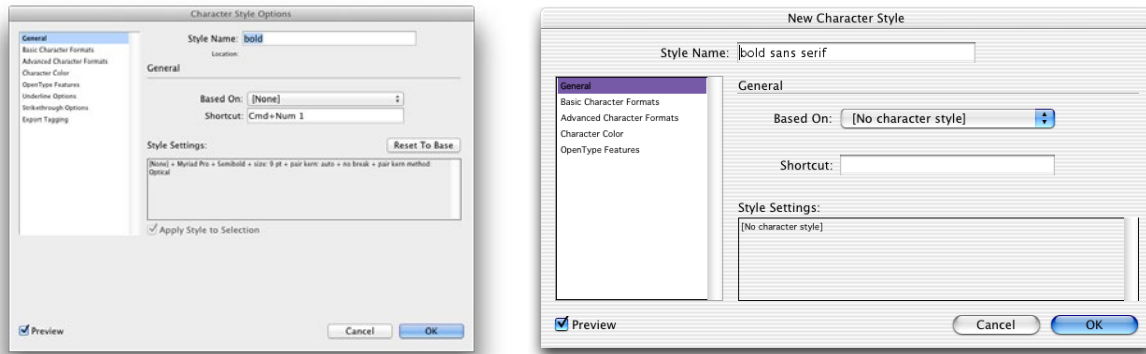 Character Style Options
General
Basic Character Formats
Advanced Character Formats
Character Color
OpenType Features
Underline Options
Strikethrough Options
Export Tagging
Style Name: bold
Location:
General
Based On: [None]
Shortcut: Cmd+Num 1
Style Settings: Reset To Base
[None] + Myriad Pro + Semibold + size: 9 pt + pair kern: auto + no break + pair kern method:
Optical
Apply Style to Selection
Preview Cancel OK
New Character Style
Style Name: bold sans serif
General
Basic Character Formats
Advanced Character Formats
Character Color
OpenType Features
General
Based On: [No character style]
Shortcut:
Style Settings:
[No character style]
Preview Cancel OK